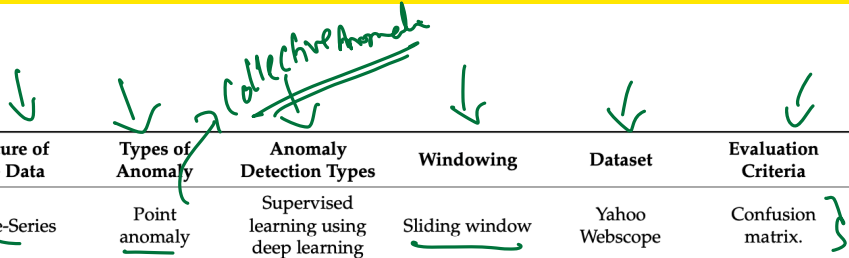 Collective Anomale
ure of Types of Anomaly Windowing Dataset Evaluation
Data Anomaly Detection Types Criteria
e-Series Point anomaly Supervised learning using deep learning Sliding window Yahoo Webscope Confusion matrix.